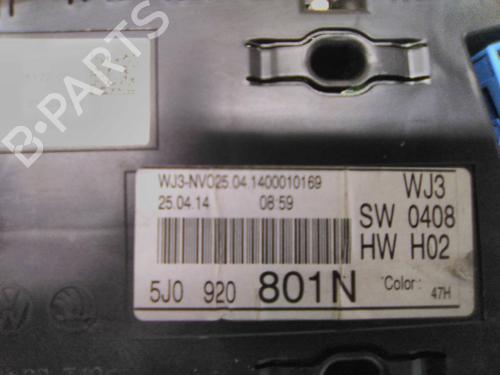 B-PARTS
WJ3-NVO25.04.1400010169
25.04.14 08:59
WJ3
SW 0408
HW H02
5J0 920 801N Color: 47H